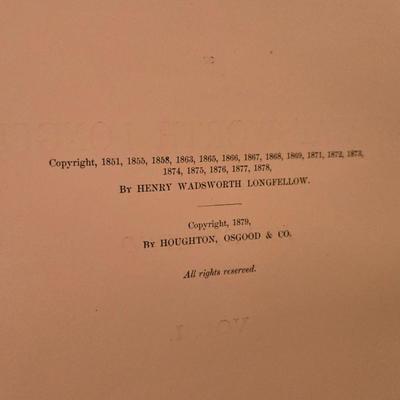 Copyright, 1851, 1855, 1858, 1863, 1865, 1866, 1867, 1868, 1869, 1871, 1872, 1873,
1874, 1875, 1876, 1877, 1878,
BY HENRY WADSWORTH LONGFELLOW.
Copyright, 1879,
BY HOUGHTON, OSGOOD & CO.
All rights reserved.